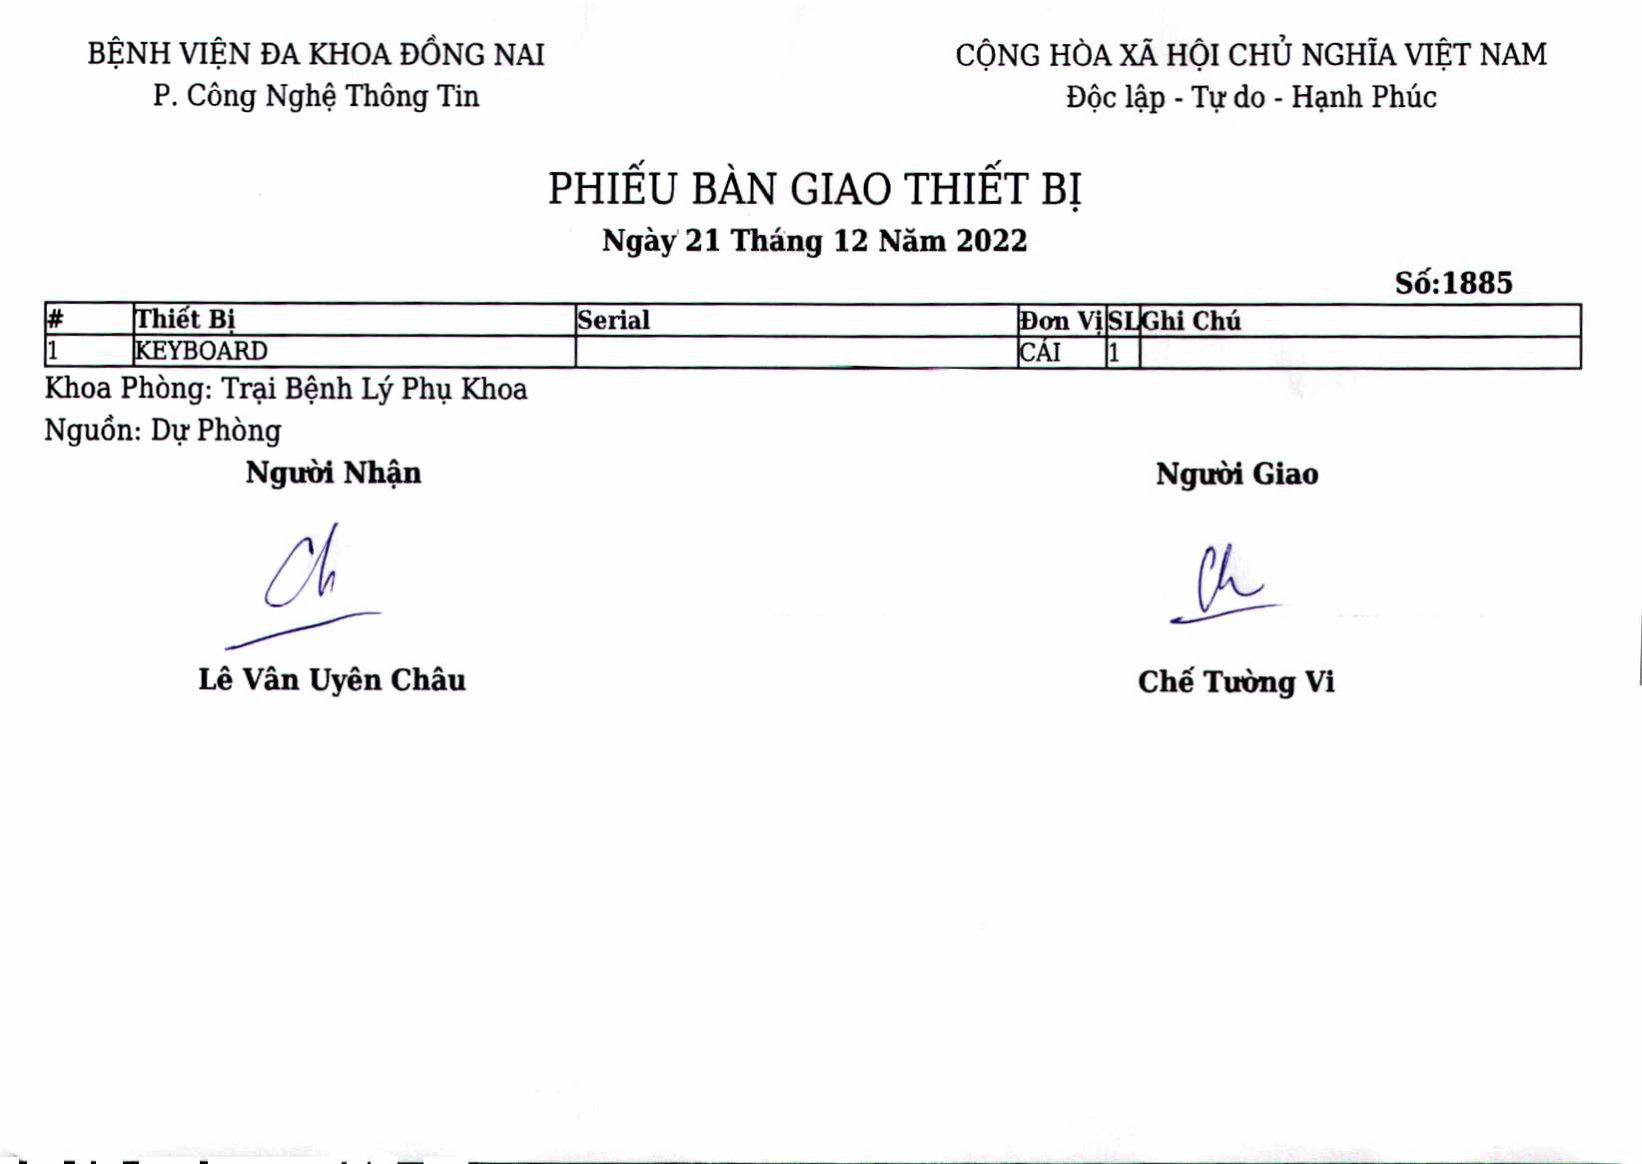 BỆNH VIỆN ĐA KHOA ĐỒNG NAI
P. Công Nghệ Thông Tin
CỘNG HÒA XÃ HỘI CHỦ NGHĨA VIỆT NAM
Độc lập - Tự do - Hạnh Phúc
PHIẾU BÀN GIAO THIẾT BỊ
Ngày 21 Tháng 12 Năm 2022
Số:1885
# Thiết Bị Serial Đơn Vị SL Ghi Chú
1 KEYBOARD CÁI 1
Khoa Phòng: Trại Bệnh Lý Phụ Khoa
Nguồn: Dự Phòng
Người Nhận Người Giao
Ch Ch
Lê Vân Uyên Châu Chế Tường Vi